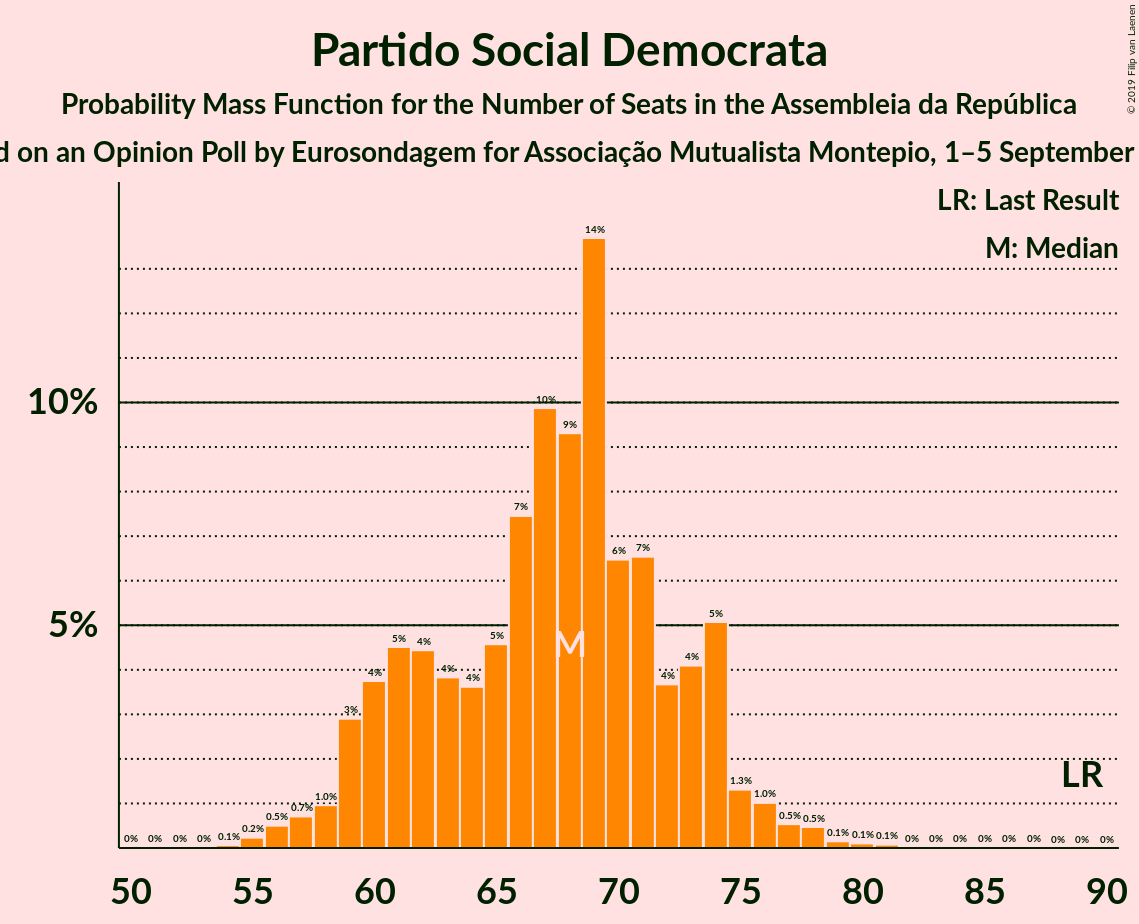 Partido Social Democrata
Probability Mass Function for the Number of Seats in the Assembleia da República
on an Opinion Poll by Eurosondagem for Associação Mutualista Montepio, 1–5 September
© 2019 Filip van Laenen
LR: Last Result
M: Median
10%
5%
0% 0% 0% 0% 0.1% 0.2% 0.5% 0.7% 1.0% 3% 4% 5% 4% 4% 4% 5% 7% 10% 9% 14% 6% 7% 4% 4% 5% 1.3% 1.0% 0.5% 0.5% 0.1% 0.1% 0.1% 0% 0% 0% 0% 0% 0% 0% 0% 0%
M
LR
50 55 60 65 70 75 80 85 90